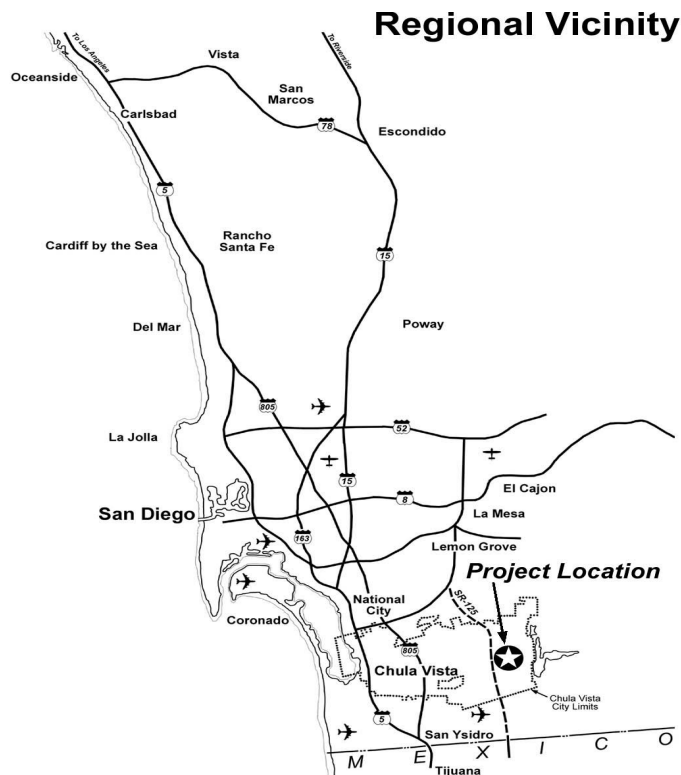 Regional Vicinity
To Los Angeles
To Riverside
Oceanside
Vista
San
Marcos
Carlsbad
78
Escondido
5
Rancho
Santa Fe
Cardiff by the Sea
15
Del Mar
Poway
805
52
La Jolla
15
El Cajon
8
San Diego
La Mesa
163
Lemon Grove
Project Location
SR-125
National
City
Coronado
805
Chula Vista
Chula Vista
City Limits
5
San Ysidro
M E X I C O
Tijuana